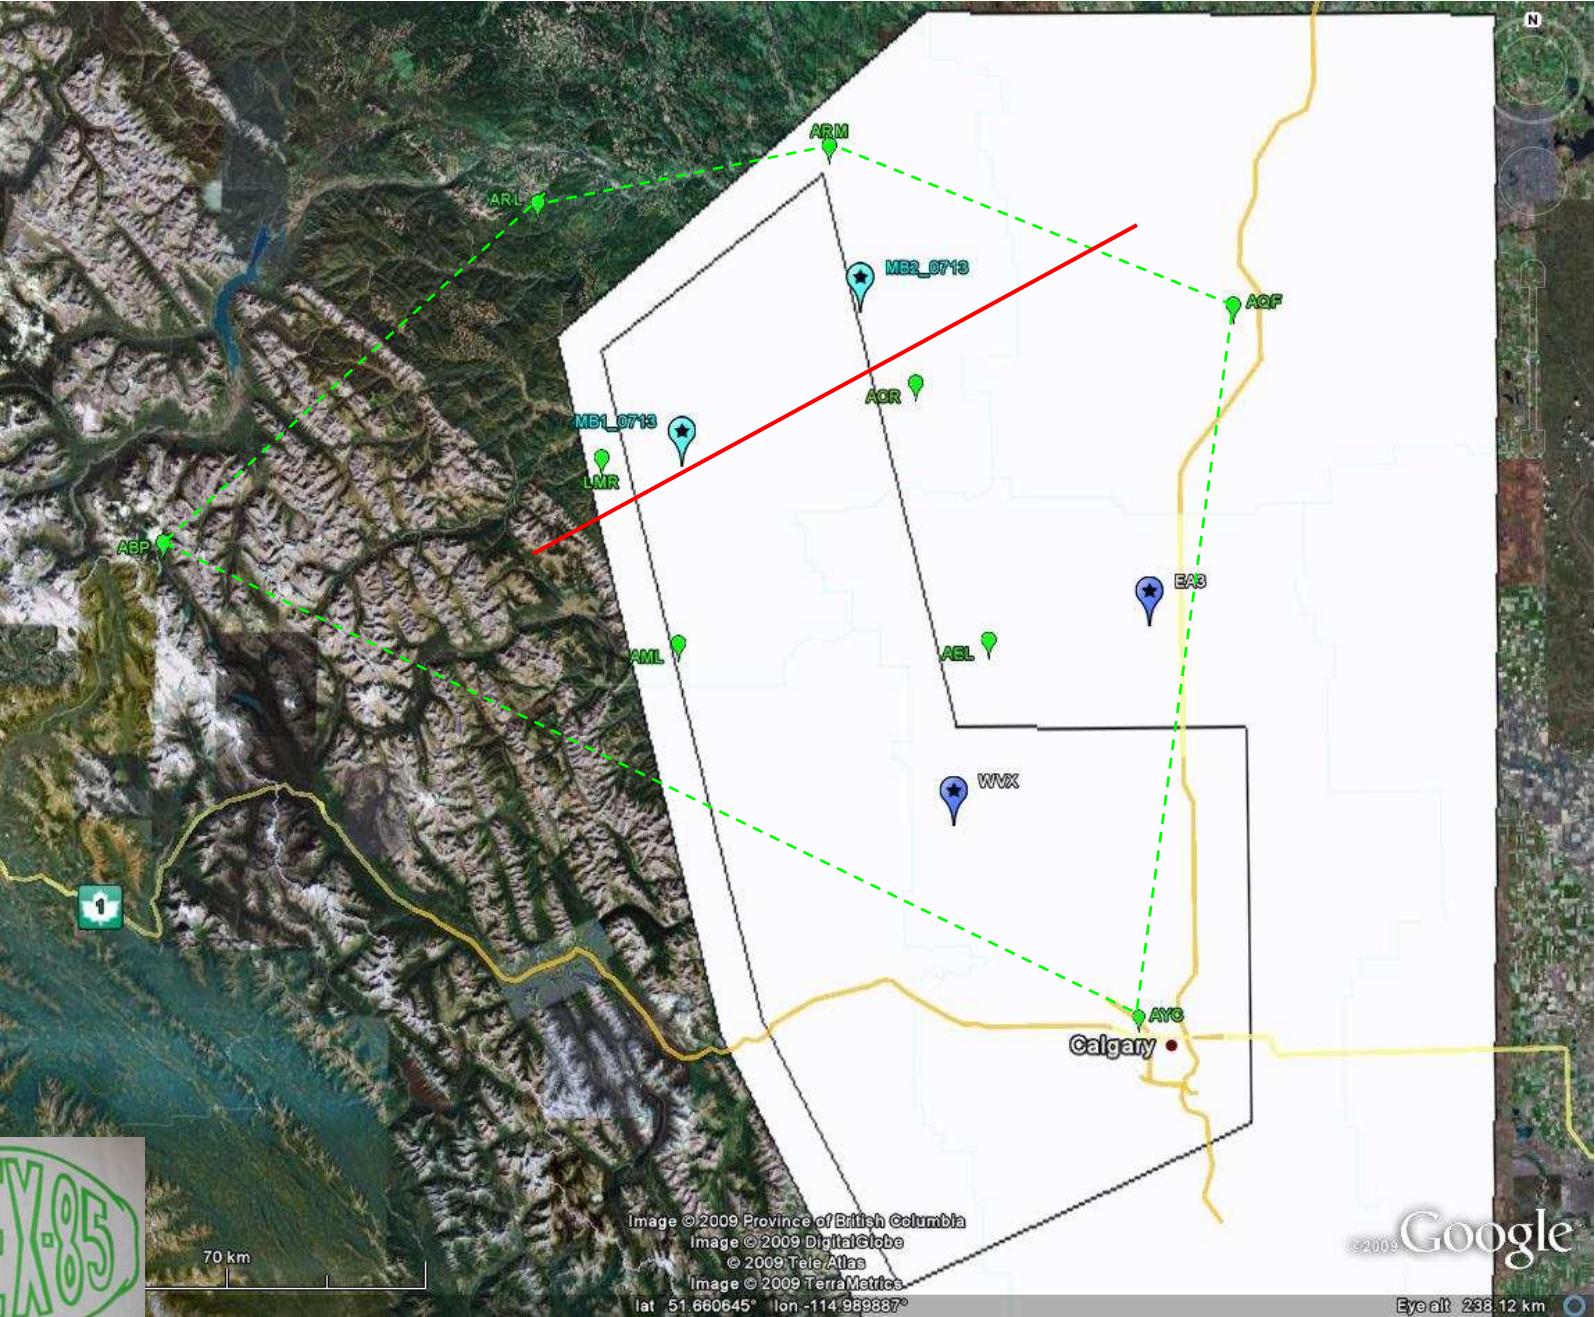 N
ARM
ARL
MB2_0713
AQF
ACR
MB1_0713
LMR
ABP
EA3
AML
AEL
WVX
1
AYC
Calgary
X-85
70 km
Image © 2009 Province of British Columbia
Image © 2009 DigitalGlobe
© 2009 Tele Atlas
Image © 2009 TerraMetrics
©2009 Google
lat 51.660645° lon -114.989887°
Eye alt 238.12 km